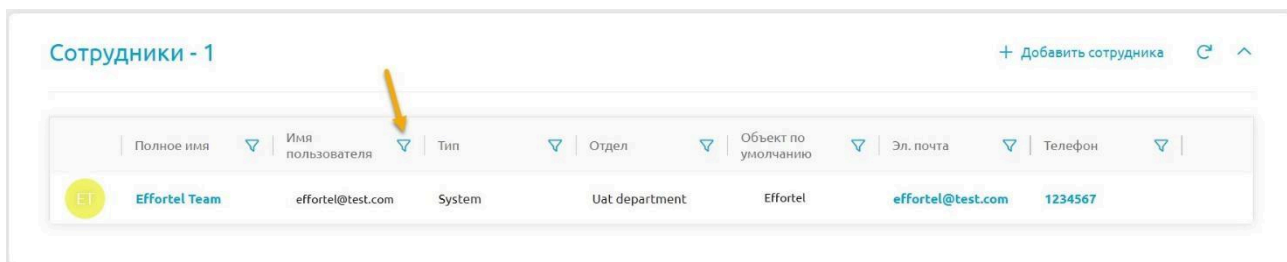 Сотрудники - 1
+ Добавить сотрудника
Полное имя
Имя
пользователя
Тип
Отдел
Объект по
умолчанию
Эл. почта
Телефон
ET
Effortel Team
effortel@test.com
System
Uat department
Effortel
effortel@test.com
1234567